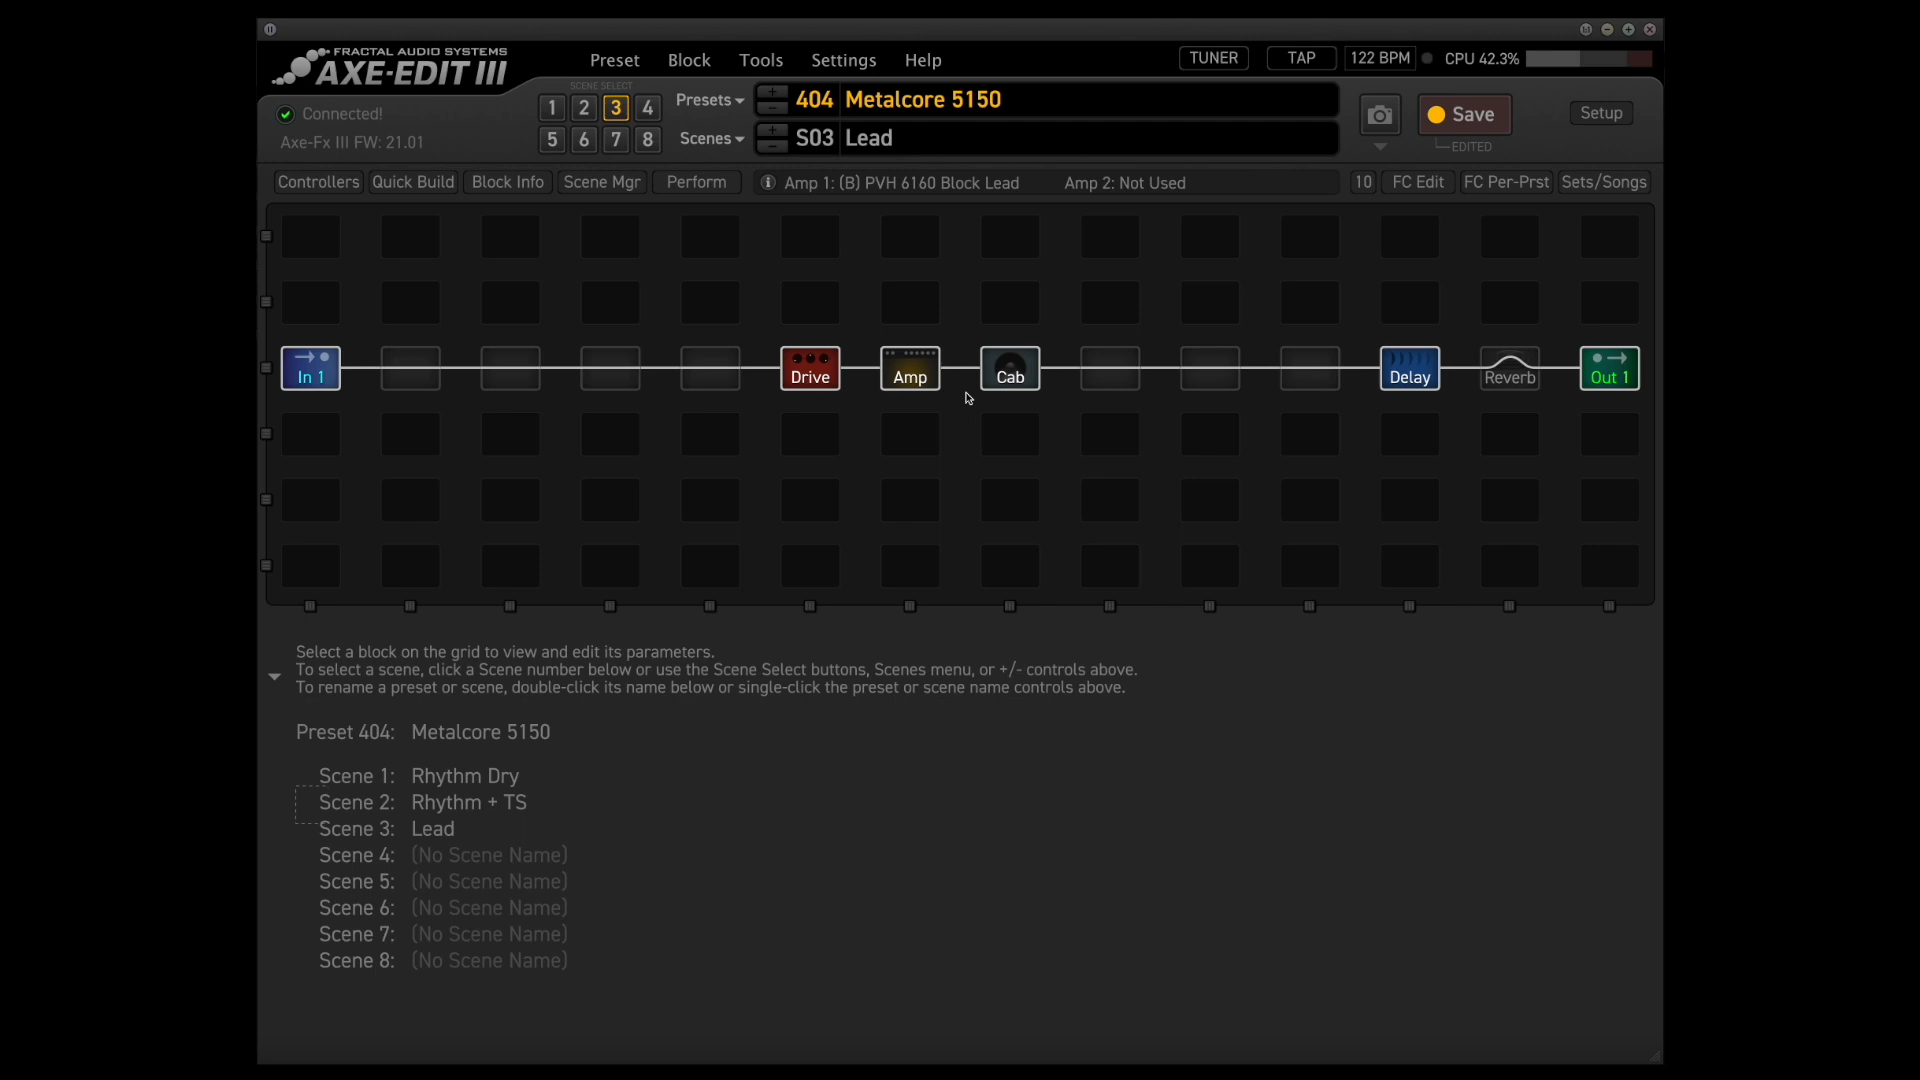 FRACTAL AUDIO SYSTEMS
AXE-EDIT III
Preset Block Tools Settings Help
TUNER TAP 122 BPM CPU 42.3%
Connected!
Axe-Fx III FW: 21.01
SCENE SELECT
1 2 3 4
5 6 7 8
Presets + − 404 Metalcore 5150
Scenes + − S03 Lead
Save
EDITED
Setup
Controllers Quick Build Block Info Scene Mgr Perform
Amp 1: (B) PVH 6160 Block Lead Amp 2: Not Used
10 FC Edit FC Per-Prst Sets/Songs
In 1 Drive Amp Cab Delay Reverb Out 1
Select a block on the grid to view and edit its parameters.
To select a scene, click a Scene number below or use the Scene Select buttons, Scenes menu, or +/- controls above.
To rename a preset or scene, double-click its name below or single-click the preset or scene name controls above.
Preset 404: Metalcore 5150
Scene 1: Rhythm Dry
Scene 2: Rhythm + TS
Scene 3: Lead
Scene 4: (No Scene Name)
Scene 5: (No Scene Name)
Scene 6: (No Scene Name)
Scene 7: (No Scene Name)
Scene 8: (No Scene Name)